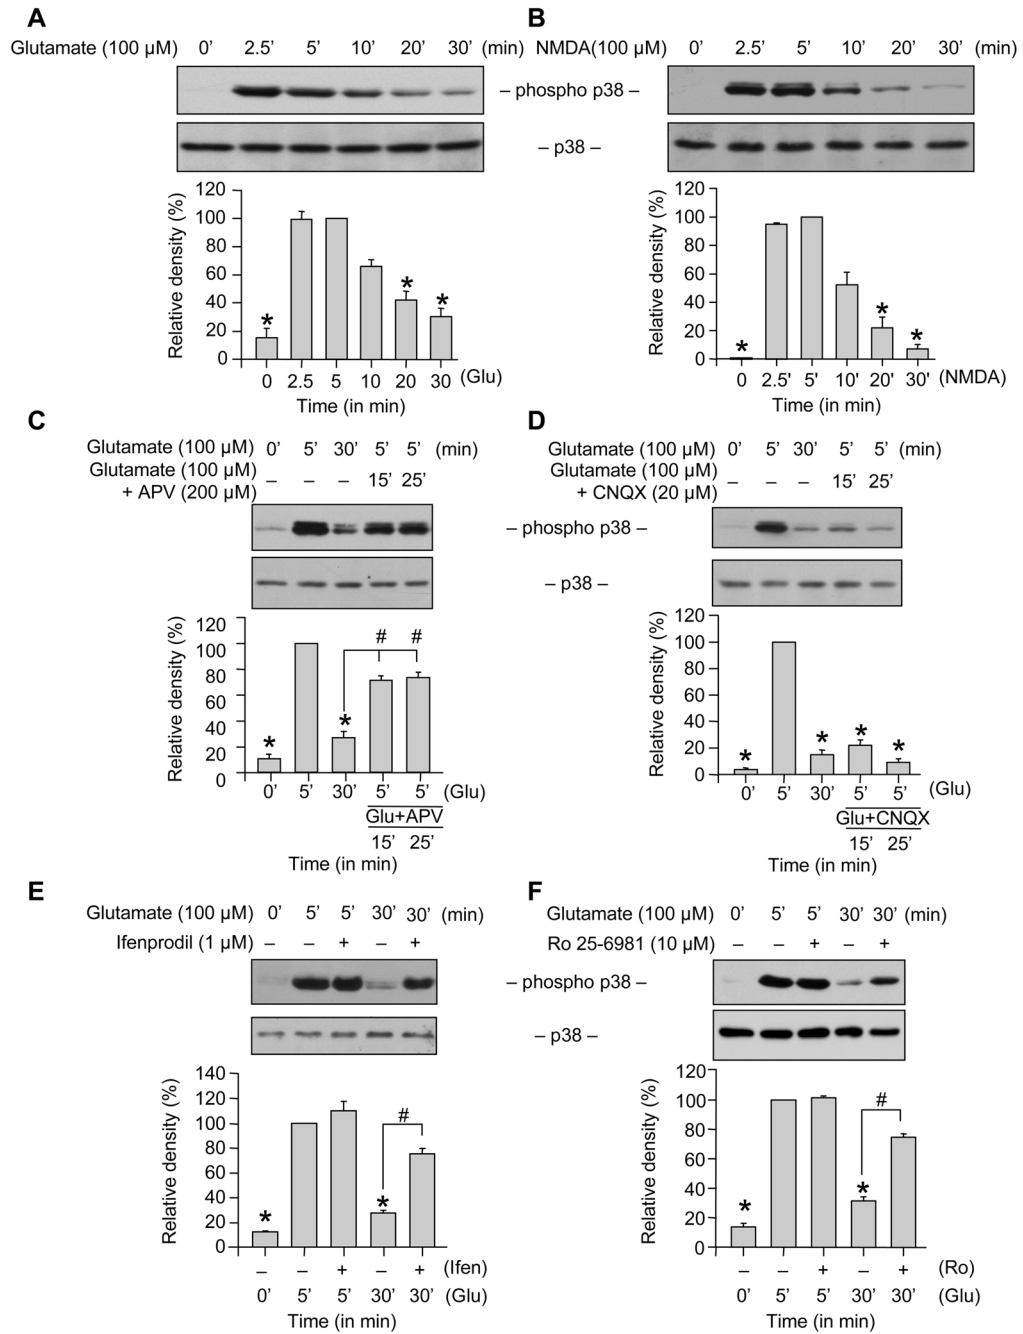 A
Glutamate (100 μM) 0’ 2.5’ 5’ 10’ 20’ 30’ (min)
– phospho p38 –
– p38 –
Relative density (%)
120
100
80
60
40
20
0
* * *
0 2.5 5 10 20 30 (Glu)
Time (in min)
B
NMDA(100 μM) 0’ 2.5’ 5’ 10’ 20’ 30’ (min)
Relative density (%)
120
100
80
60
40
20
0
* * *
0 2.5' 5' 10' 20' 30' (NMDA)
Time (in min)
C
Glutamate (100 μM) 0’ 5’ 30’ 5’ 5’ (min)
Glutamate (100 μM)
+ APV (200 μM) – – – 15’ 25’
– phospho p38 –
– p38 –
Relative density (%)
120
100
80
60
40
20
0
* * # #
0’ 5’ 30’ 5’ 5’ (Glu)
Glu+APV
15’ 25’
Time (in min)
D
Glutamate (100 μM) 0’ 5’ 30’ 5’ 5’ (min)
Glutamate (100 μM)
+ CNQX (20 μM) – – – 15’ 25’
Relative density (%)
120
100
80
60
40
20
0
* * * *
0’ 5’ 30’ 5’ 5’ (Glu)
Glu+CNQX
15’ 25’
Time (in min)
E
Glutamate (100 μM) 0’ 5’ 5’ 30’ 30’ (min)
Ifenprodil (1 μM) – – + – +
– phospho p38 –
– p38 –
Relative density (%)
140
120
100
80
60
40
20
0
* * #
– – + – + (Ifen)
0’ 5’ 5’ 30’ 30’ (Glu)
Time (in min)
F
Glutamate (100 μM) 0’ 5’ 5’ 30’ 30’ (min)
Ro 25-6981 (10 μM) – – + – +
Relative density (%)
120
100
80
60
40
20
0
* * #
– – + – + (Ro)
0’ 5’ 5’ 30’ 30’ (Glu)
Time (in min)